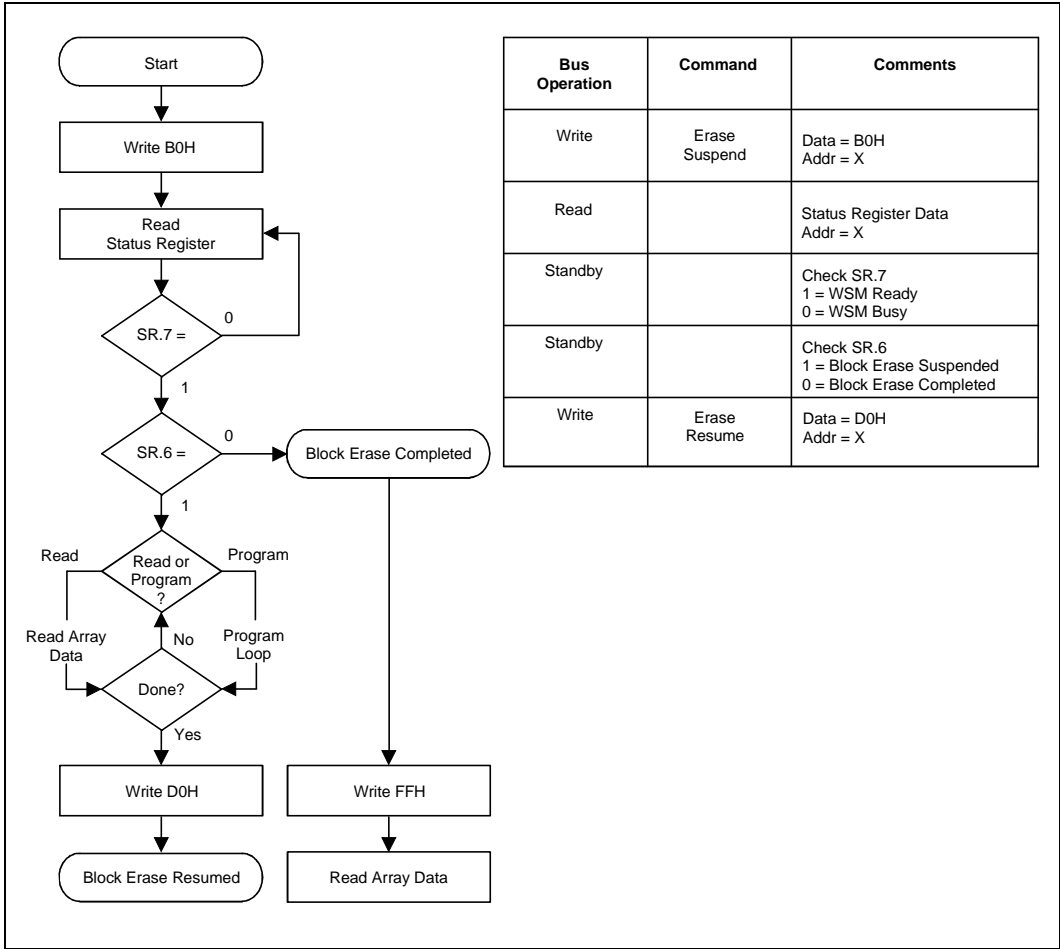 Start
Write B0H
Read
Status Register
SR.7 =
0
1
SR.6 =
0
Block Erase Completed
1
Read
Read or
Program
?
Program
Read Array
Data
No
Program
Loop
Done?
Yes
Write D0H
Write FFH
Block Erase Resumed
Read Array Data
Bus
Operation
Command
Comments
Write
Erase
Suspend
Data = B0H
Addr = X
Read
Status Register Data
Addr = X
Standby
Check SR.7
1 = WSM Ready
0 = WSM Busy
Standby
Check SR.6
1 = Block Erase Suspended
0 = Block Erase Completed
Write
Erase
Resume
Data = D0H
Addr = X